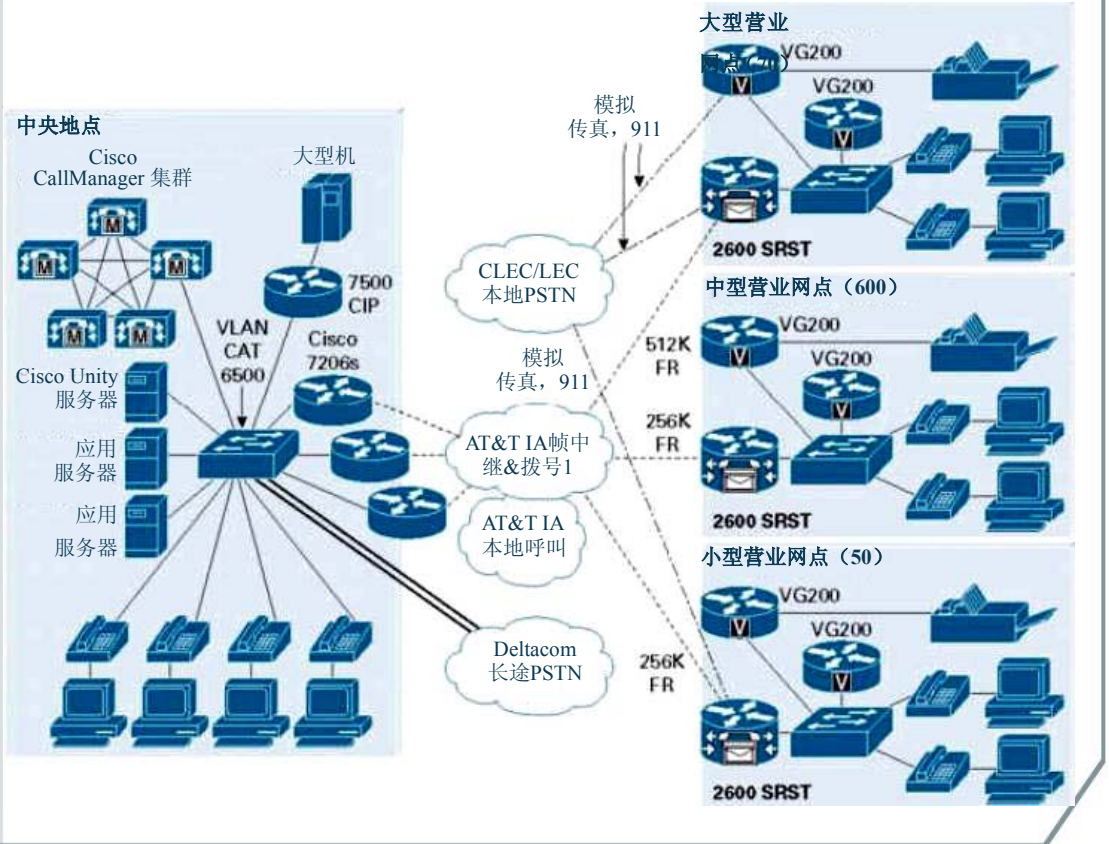 中央地点
Cisco
CallManager 集群
M
M
M
M
M
大型机
7500
CIP
VLAN
CAT
6500
Cisco
7206s
Cisco Unity
服务器
应用
服务器
应用
服务器
模拟
传真，911
CLEC/LEC
本地PSTN
模拟
传真，911
AT&T IA帧中
继&拨号1
AT&T IA
本地呼叫
Deltacom
长途PSTN
512K
FR
256K
FR
256K
FR
大型营业
网点（70）
VG200
V
VG200
V
2600 SRST
中型营业网点（600）
VG200
V
VG200
V
2600 SRST
小型营业网点（50）
VG200
V
VG200
V
2600 SRST